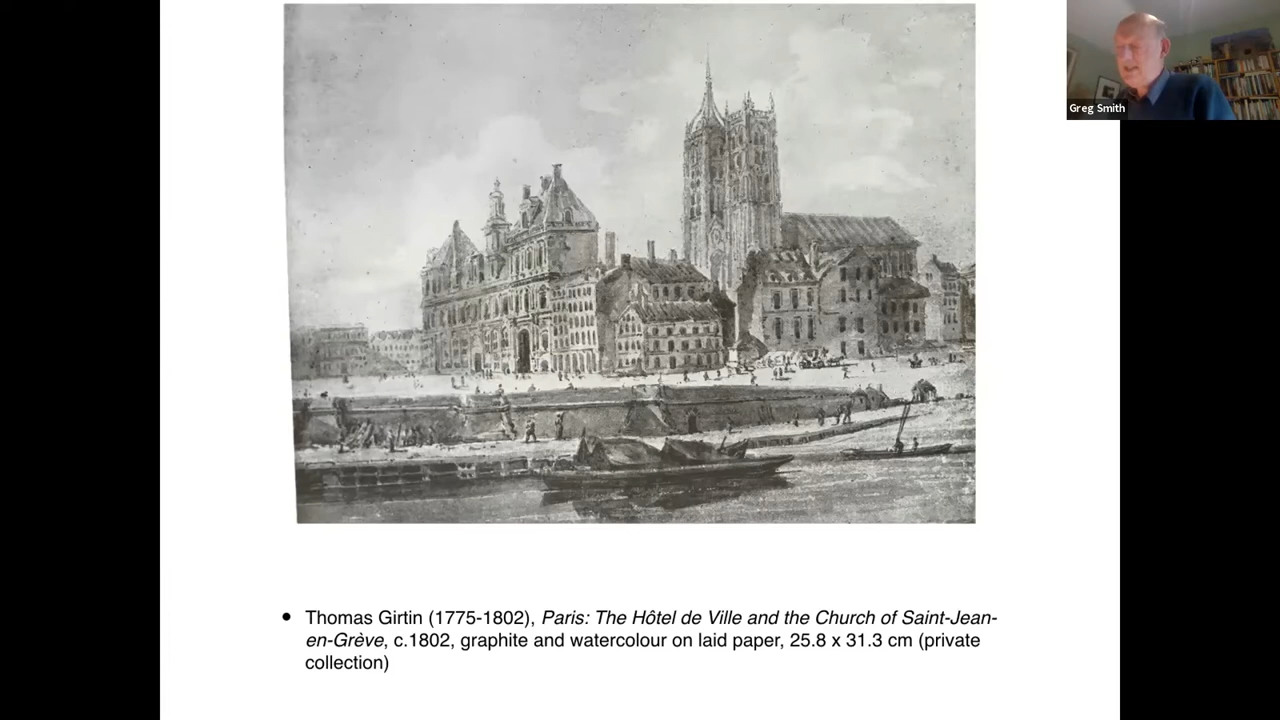 Greg Smith
• Thomas Girtin (1775-1802), Paris: The Hôtel de Ville and the Church of Saint-Jean-
en-Grève, c.1802, graphite and watercolour on laid paper, 25.8 x 31.3 cm (private
collection)